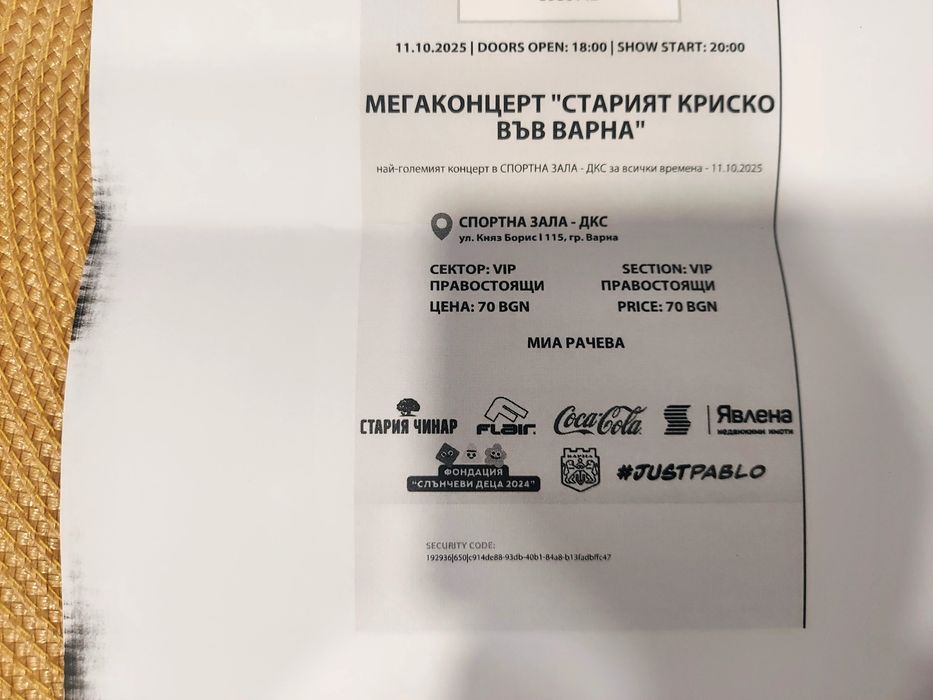 11.10.2025 | DOORS OPEN: 18:00 | SHOW START: 20:00
МЕГАКОНЦЕРТ "СТАРИЯТ КРИСКО
ВЪВ ВАРНА"
най-големият концерт в СПОРТНА ЗАЛА - ДКС за всички времена - 11.10.2025
СПОРТНА ЗАЛА - ДКС
ул. Княз Борис I 115, гр. Варна
СЕКТОР: VIP SECTION: VIP
ПРАВОСТОЯЩИ ПРАВОСТОЯЩИ
ЦЕНА: 70 BGN PRICE: 70 BGN
МИА РАЧЕВА
СТАРИЯ ЧИНАР FLAIR. Coca-Cola Явлена
недвижими имоти
ФОНДАЦИЯ
"СЛЪНЧЕВИ ДЕЦА 2024" ВАРНА #JUSTPABLO
SECURITY CODE:
192936|650|c914de88-93db-40b1-84a8-b13fadbffc47